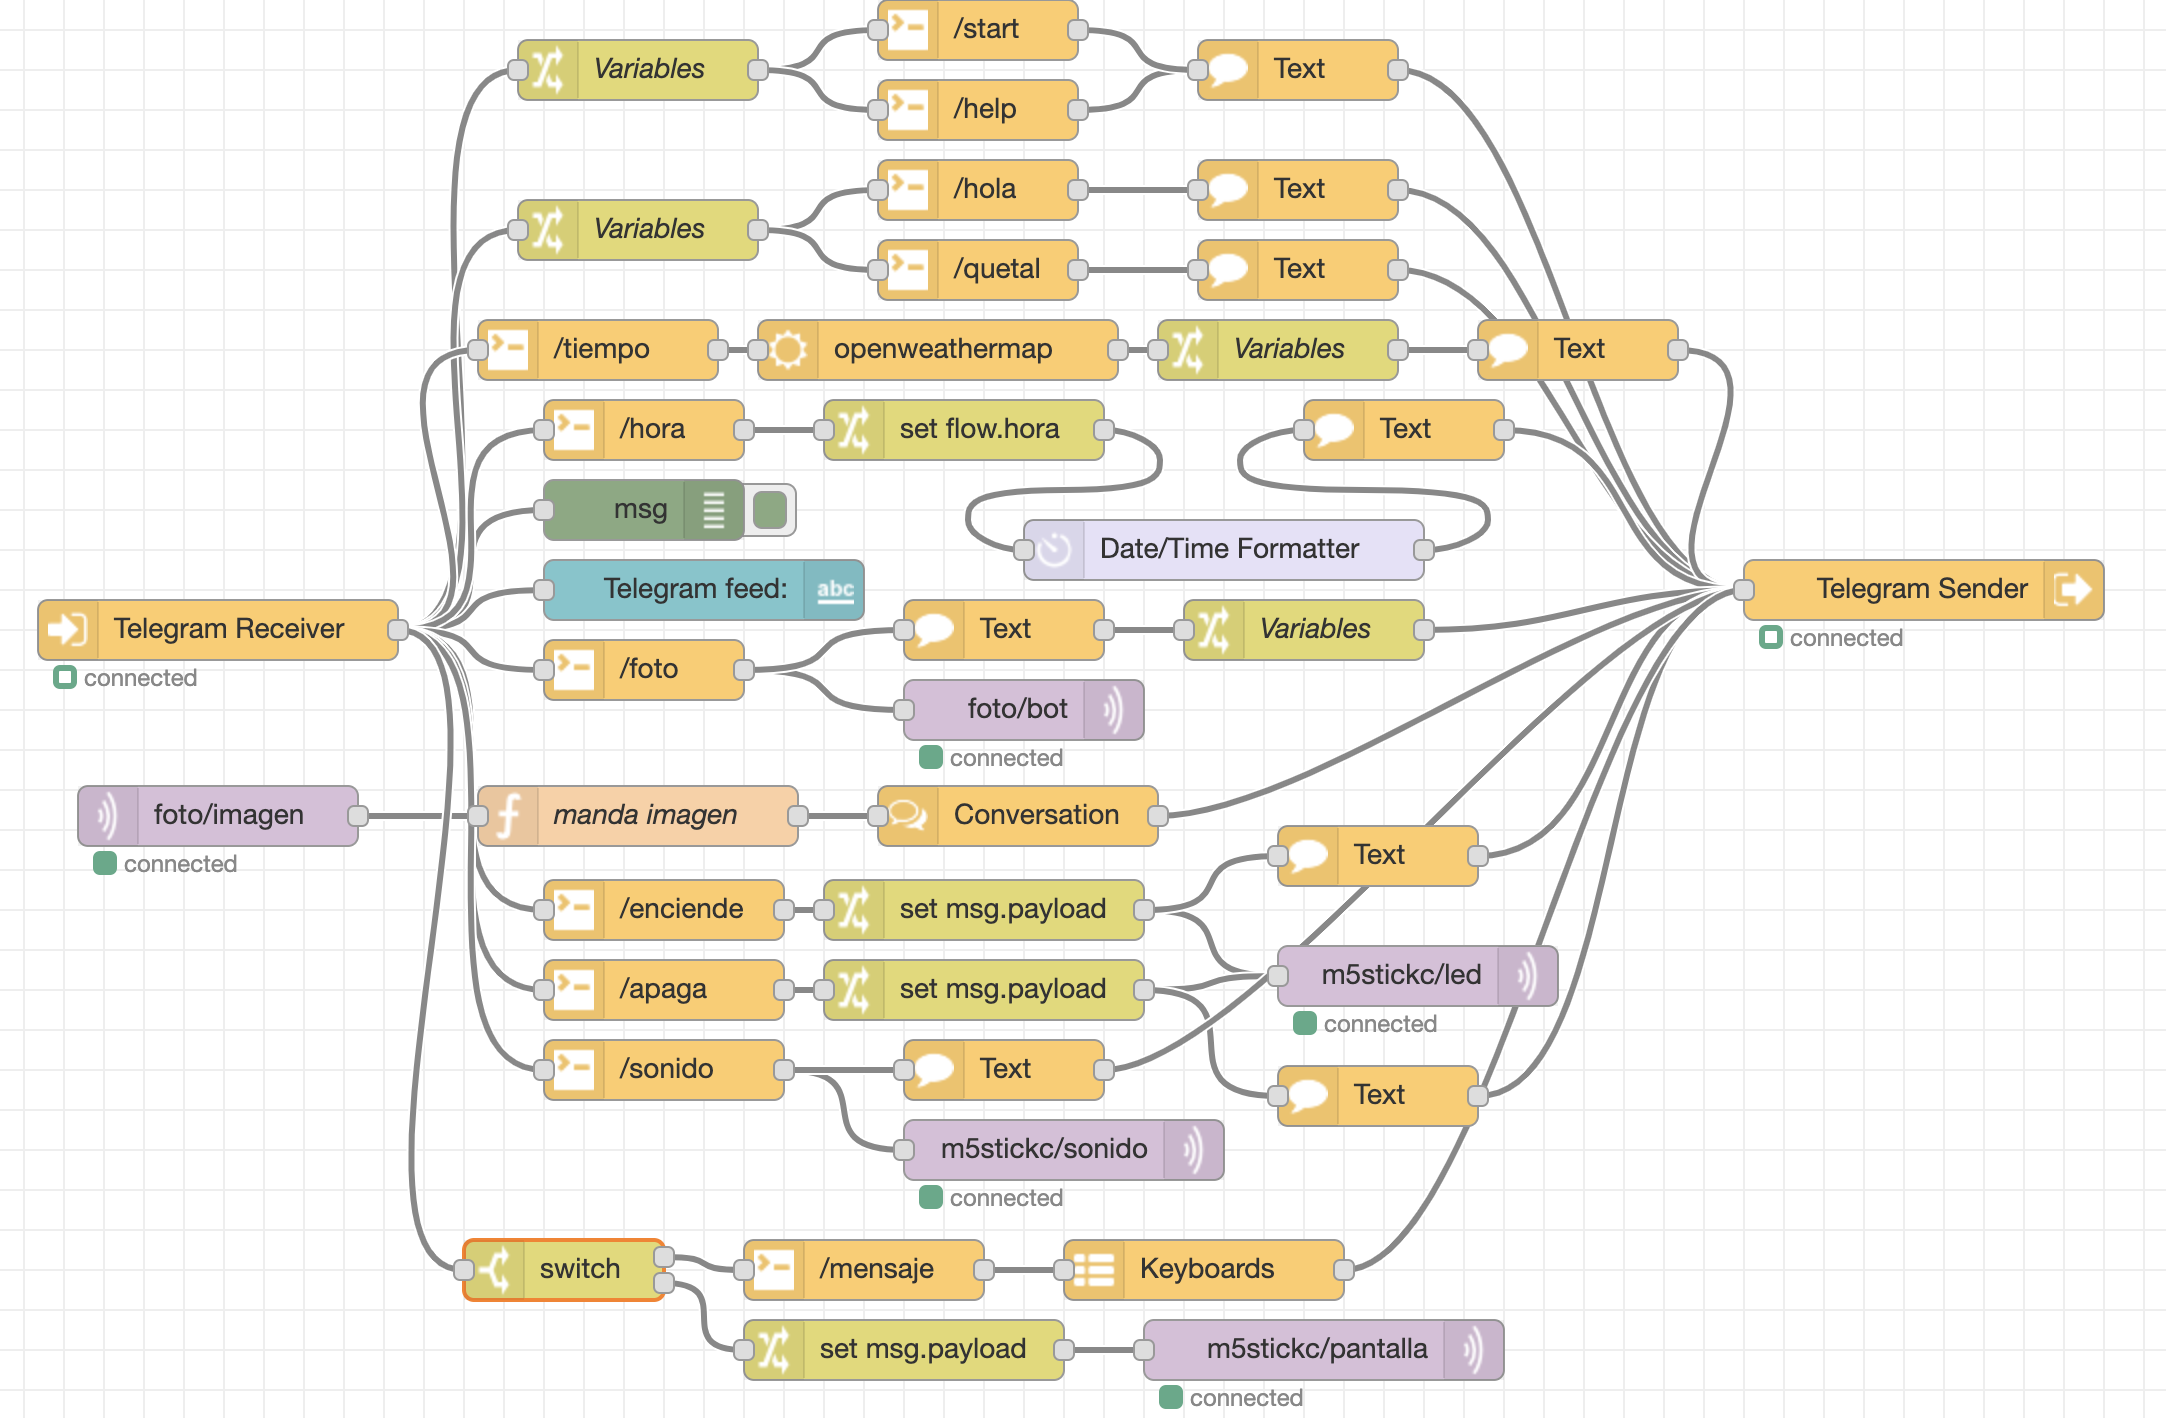 /start
Variables
Text
/help
/hola
Text
Variables
/quetal
Text
/tiempo
openweathermap
Variables
Text
/hora
set flow.hora
Text
msg
Date/Time Formatter
Telegram feed:
abc
Telegram Receiver
connected
Text
Variables
Telegram Sender
connected
/foto
foto/bot
connected
foto/imagen
connected
manda imagen
Conversation
Text
/enciende
set msg.payload
m5stickc/led
connected
/apaga
set msg.payload
/sonido
Text
Text
m5stickc/sonido
connected
switch
/mensaje
Keyboards
set msg.payload
m5stickc/pantalla
connected